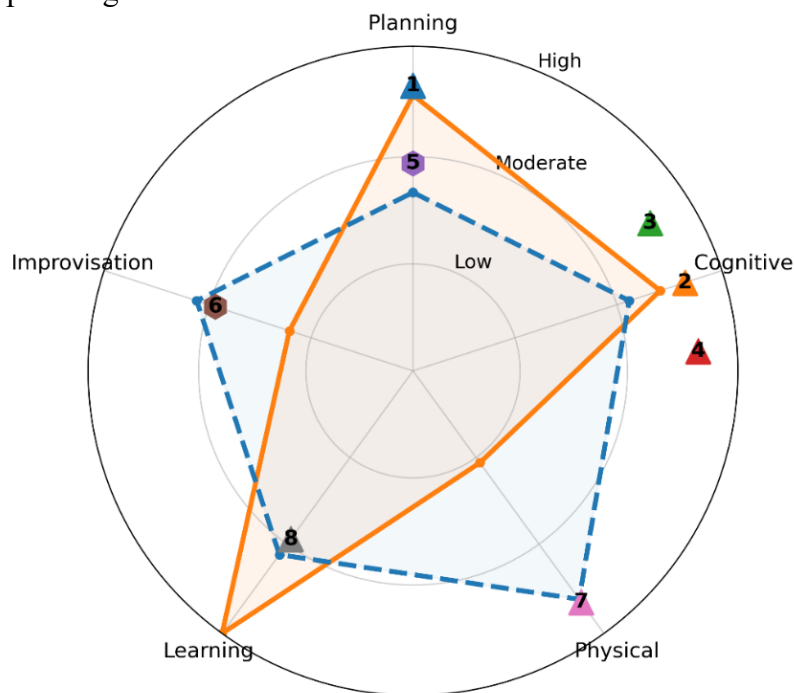 Planning
High
1
5
Moderate
3
Improvisation
Low
Cognitive
2
6
4
8
7
Learning
Physical